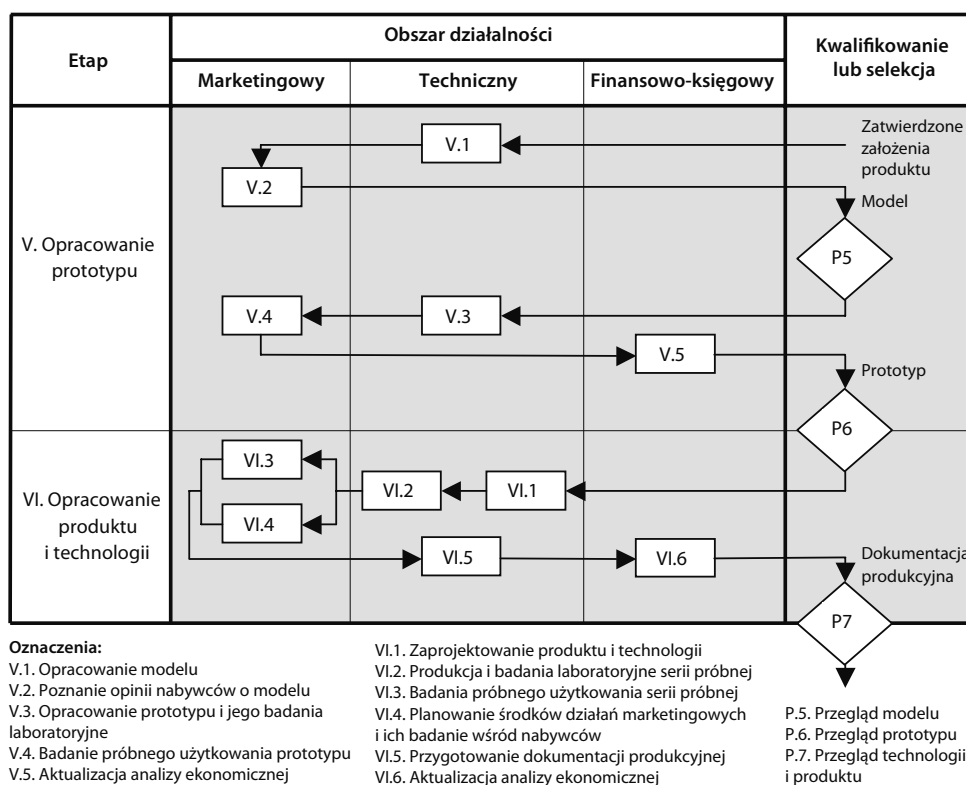 Etap
Obszar działalności
Kwalifikowanie
lub selekcja
Marketingowy
Techniczny
Finansowo-księgowy
V. Opracowanie
prototypu
V.1
Zatwierdzone
założenia
produktu
V.2
Model
P5
V.4
V.3
V.5
Prototyp
P6
VI. Opracowanie
produktu
i technologii
VI.3
VI.2
VI.1
VI.4
VI.5
VI.6
Dokumentacja
produkcyjna
P7
Oznaczenia:
V.1. Opracowanie modelu
V.2. Poznanie opinii nabywców o modelu
V.3. Opracowanie prototypu i jego badania
laboratoryjne
V.4. Badanie próbnego użytkowania prototypu
V.5. Aktualizacja analizy ekonomicznej
VI.1. Zaprojektowanie produktu i technologii
VI.2. Produkcja i badania laboratoryjne serii próbnej
VI.3. Badania próbnego użytkowania serii próbnej
VI.4. Planowanie środków działań marketingowych
i ich badanie wśród nabywców
VI.5. Przygotowanie dokumentacji produkcyjnej
VI.6. Aktualizacja analizy ekonomicznej
P.5. Przegląd modelu
P.6. Przegląd prototypu
P.7. Przegląd technologii
i produktu